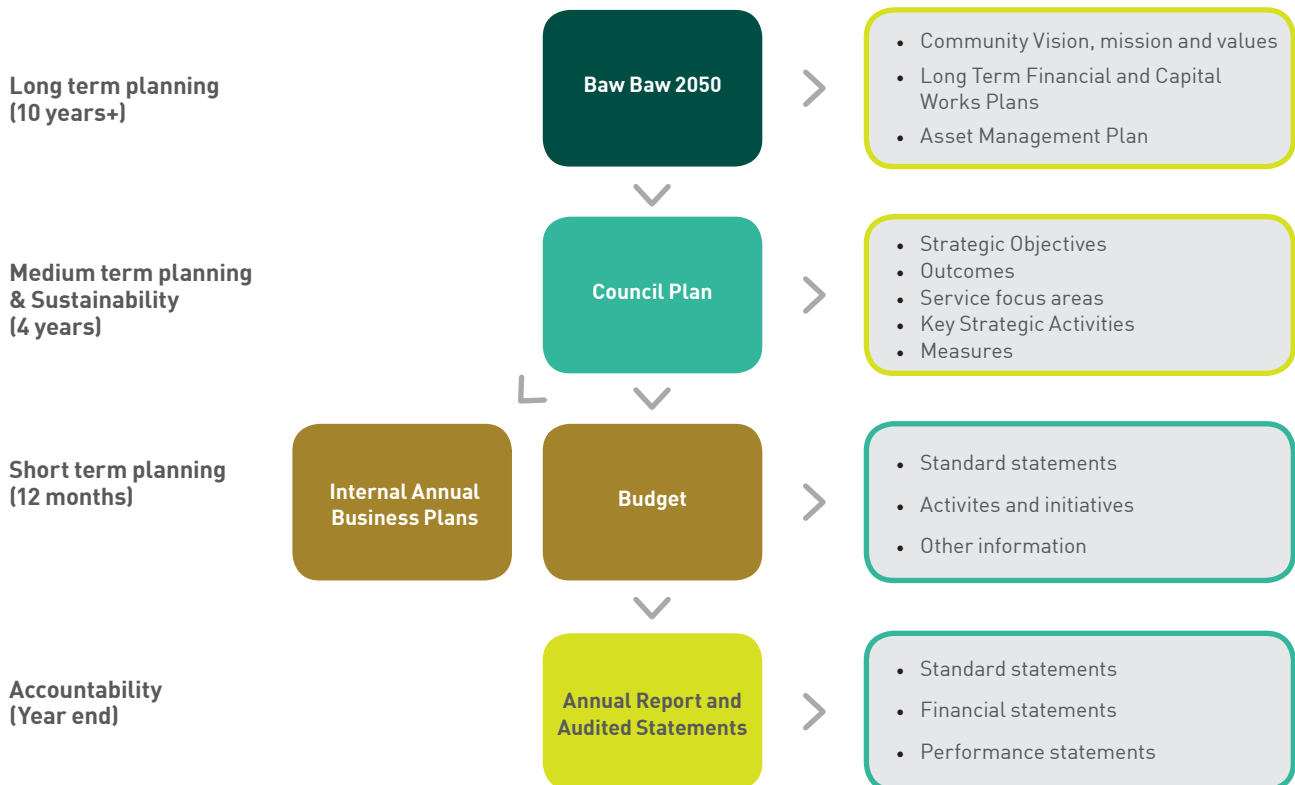 Long term planning
(10 years+)
Baw Baw 2050
• Community Vision, mission and values
• Long Term Financial and Capital
Works Plans
• Asset Management Plan
Medium term planning
& Sustainability
(4 years)
Council Plan
• Strategic Objectives
• Outcomes
• Service focus areas
• Key Strategic Activities
• Measures
Short term planning
(12 months)
Internal Annual
Business Plans
Budget
• Standard statements
• Activites and initiatives
• Other information
Accountability
(Year end)
Annual Report and
Audited Statements
• Standard statements
• Financial statements
• Performance statements